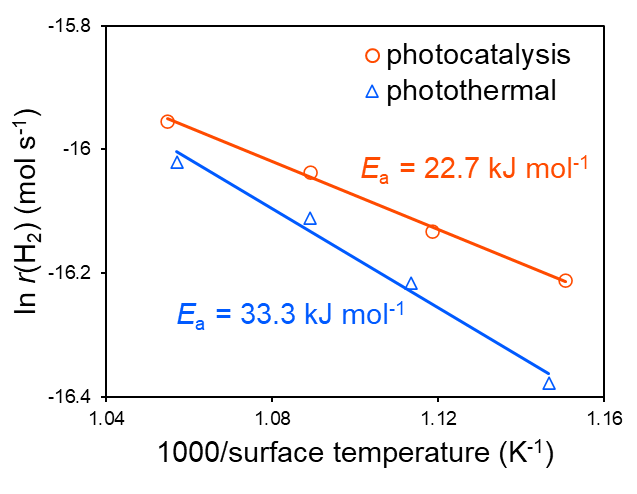 -15.8
-16
-16.2
-16.4
ln r(H₂) (mol s⁻¹)
photocatalysis
photothermal
Eₐ = 22.7 kJ mol⁻¹
Eₐ = 33.3 kJ mol⁻¹
1.04 1.08 1.12 1.16
1000/surface temperature (K⁻¹)